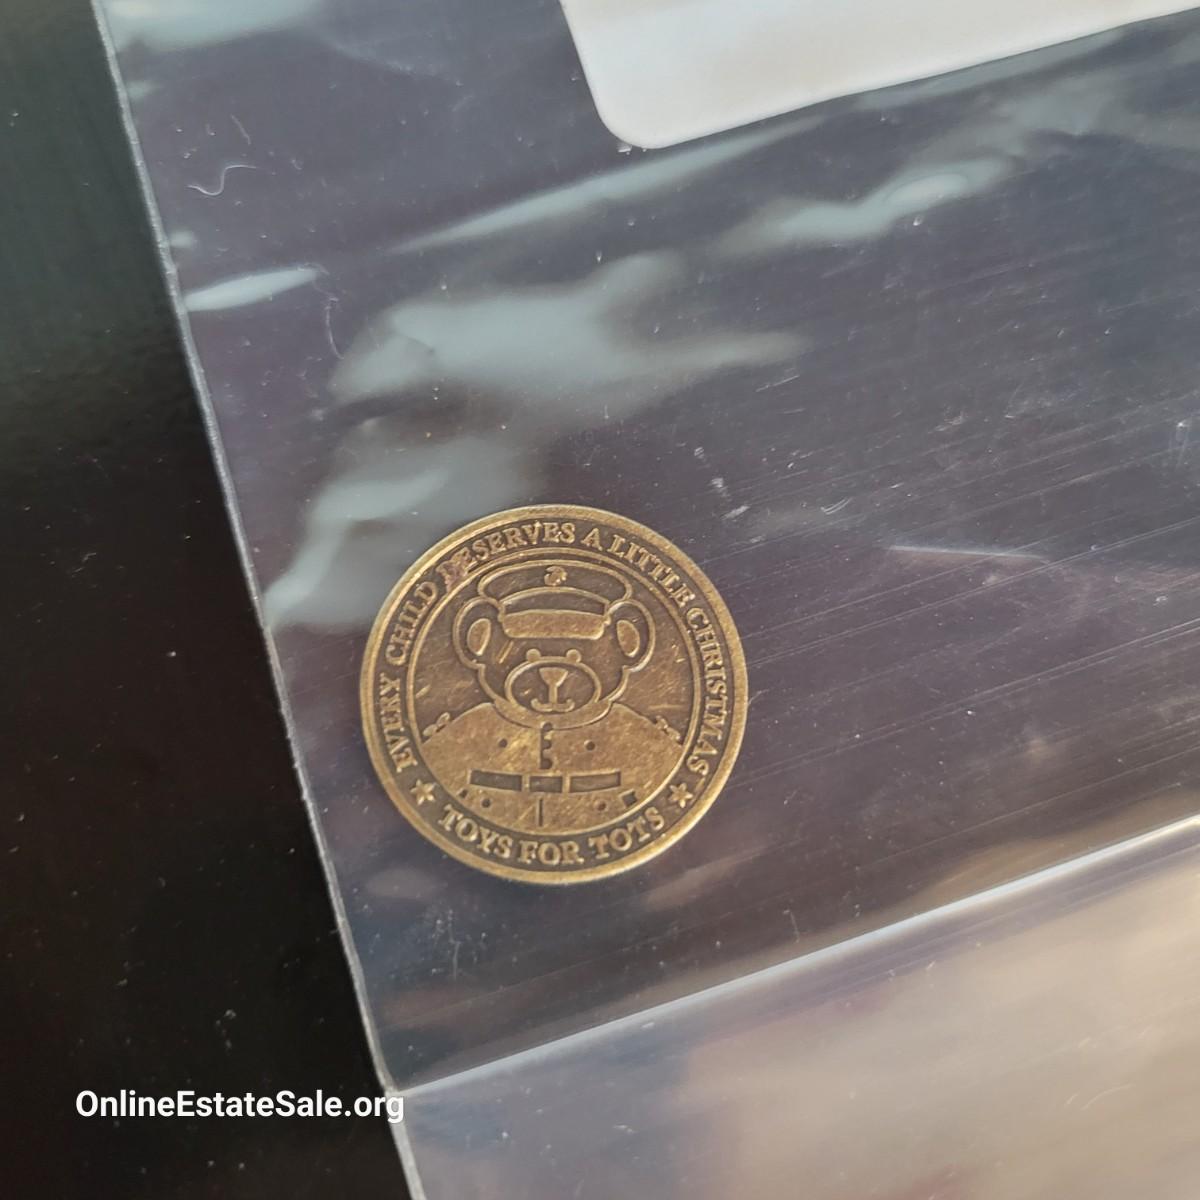 EVERY CHILD DESERVES A LITTLE CHRISTMAS
★ TOYS FOR TOTS ★
OnlineEstateSale.org